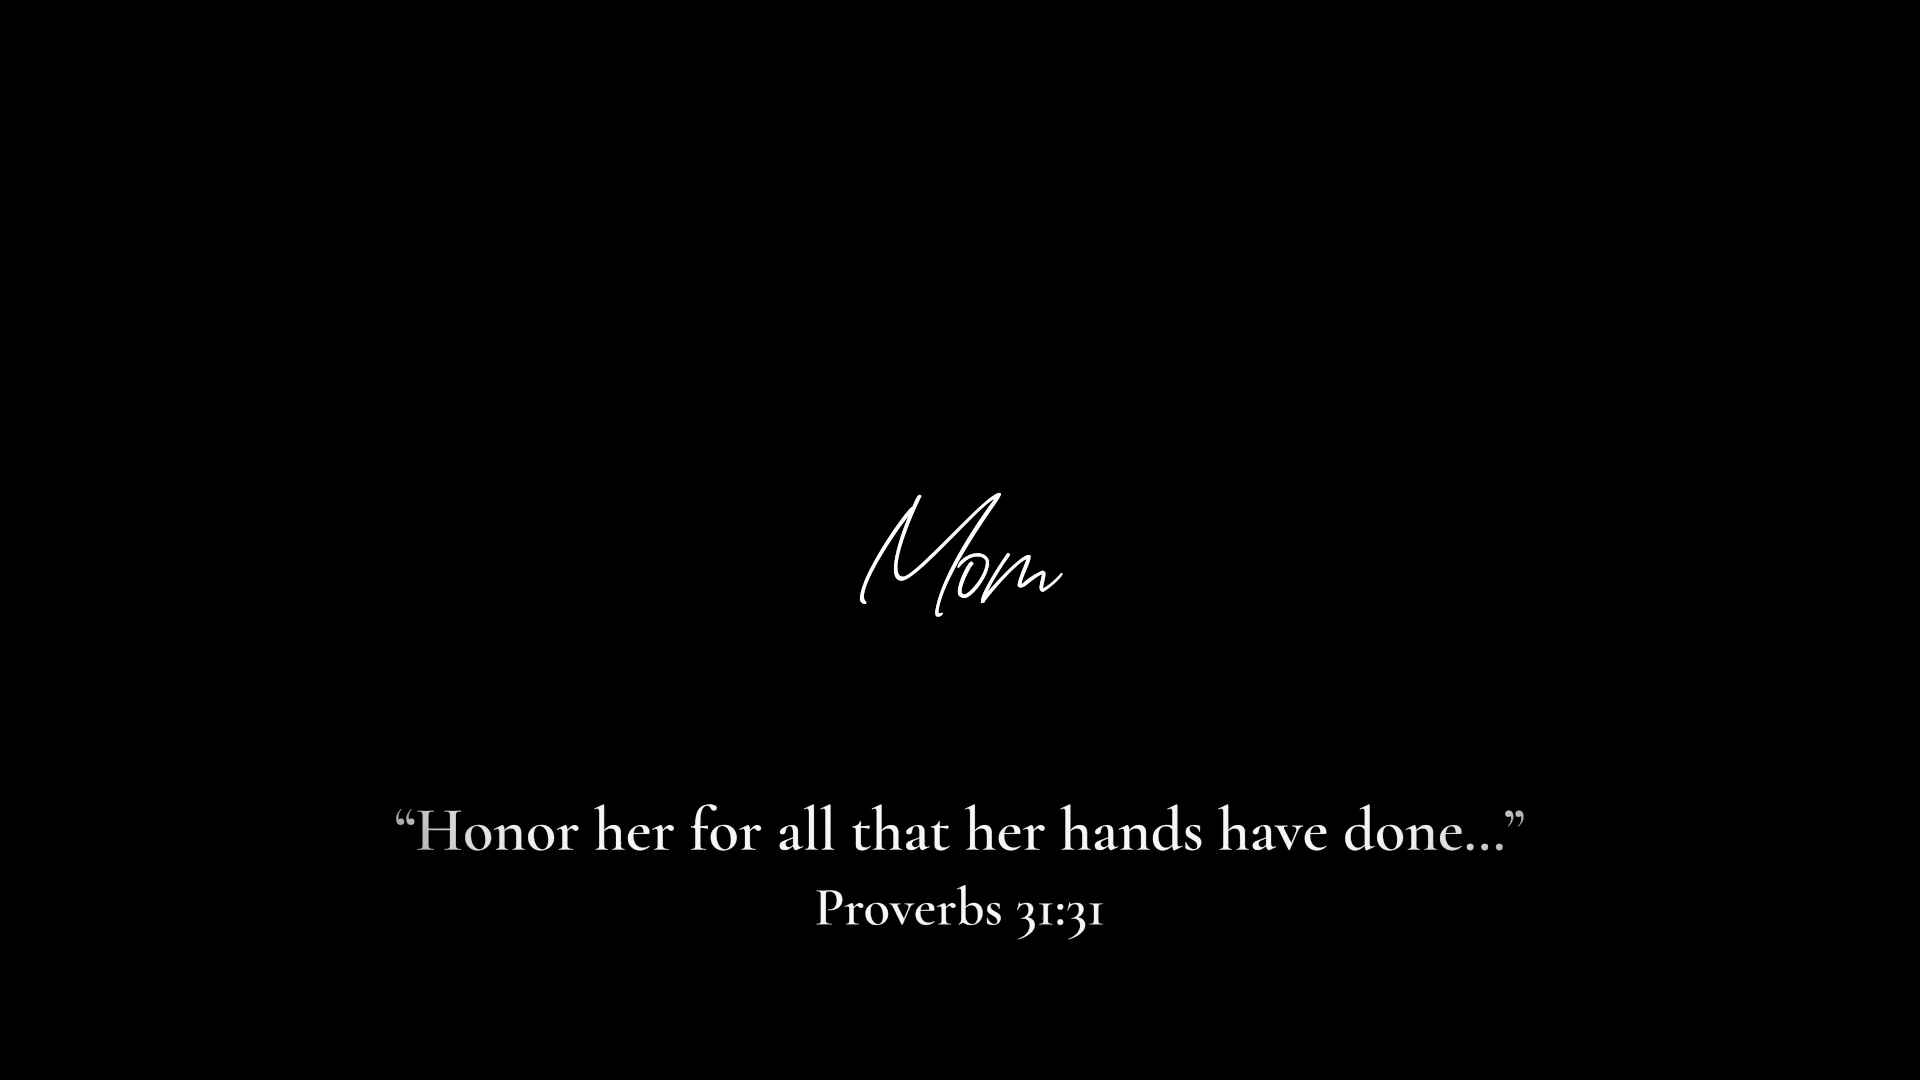 Mom
“Honor her for all that her hands have done...”
Proverbs 31:31